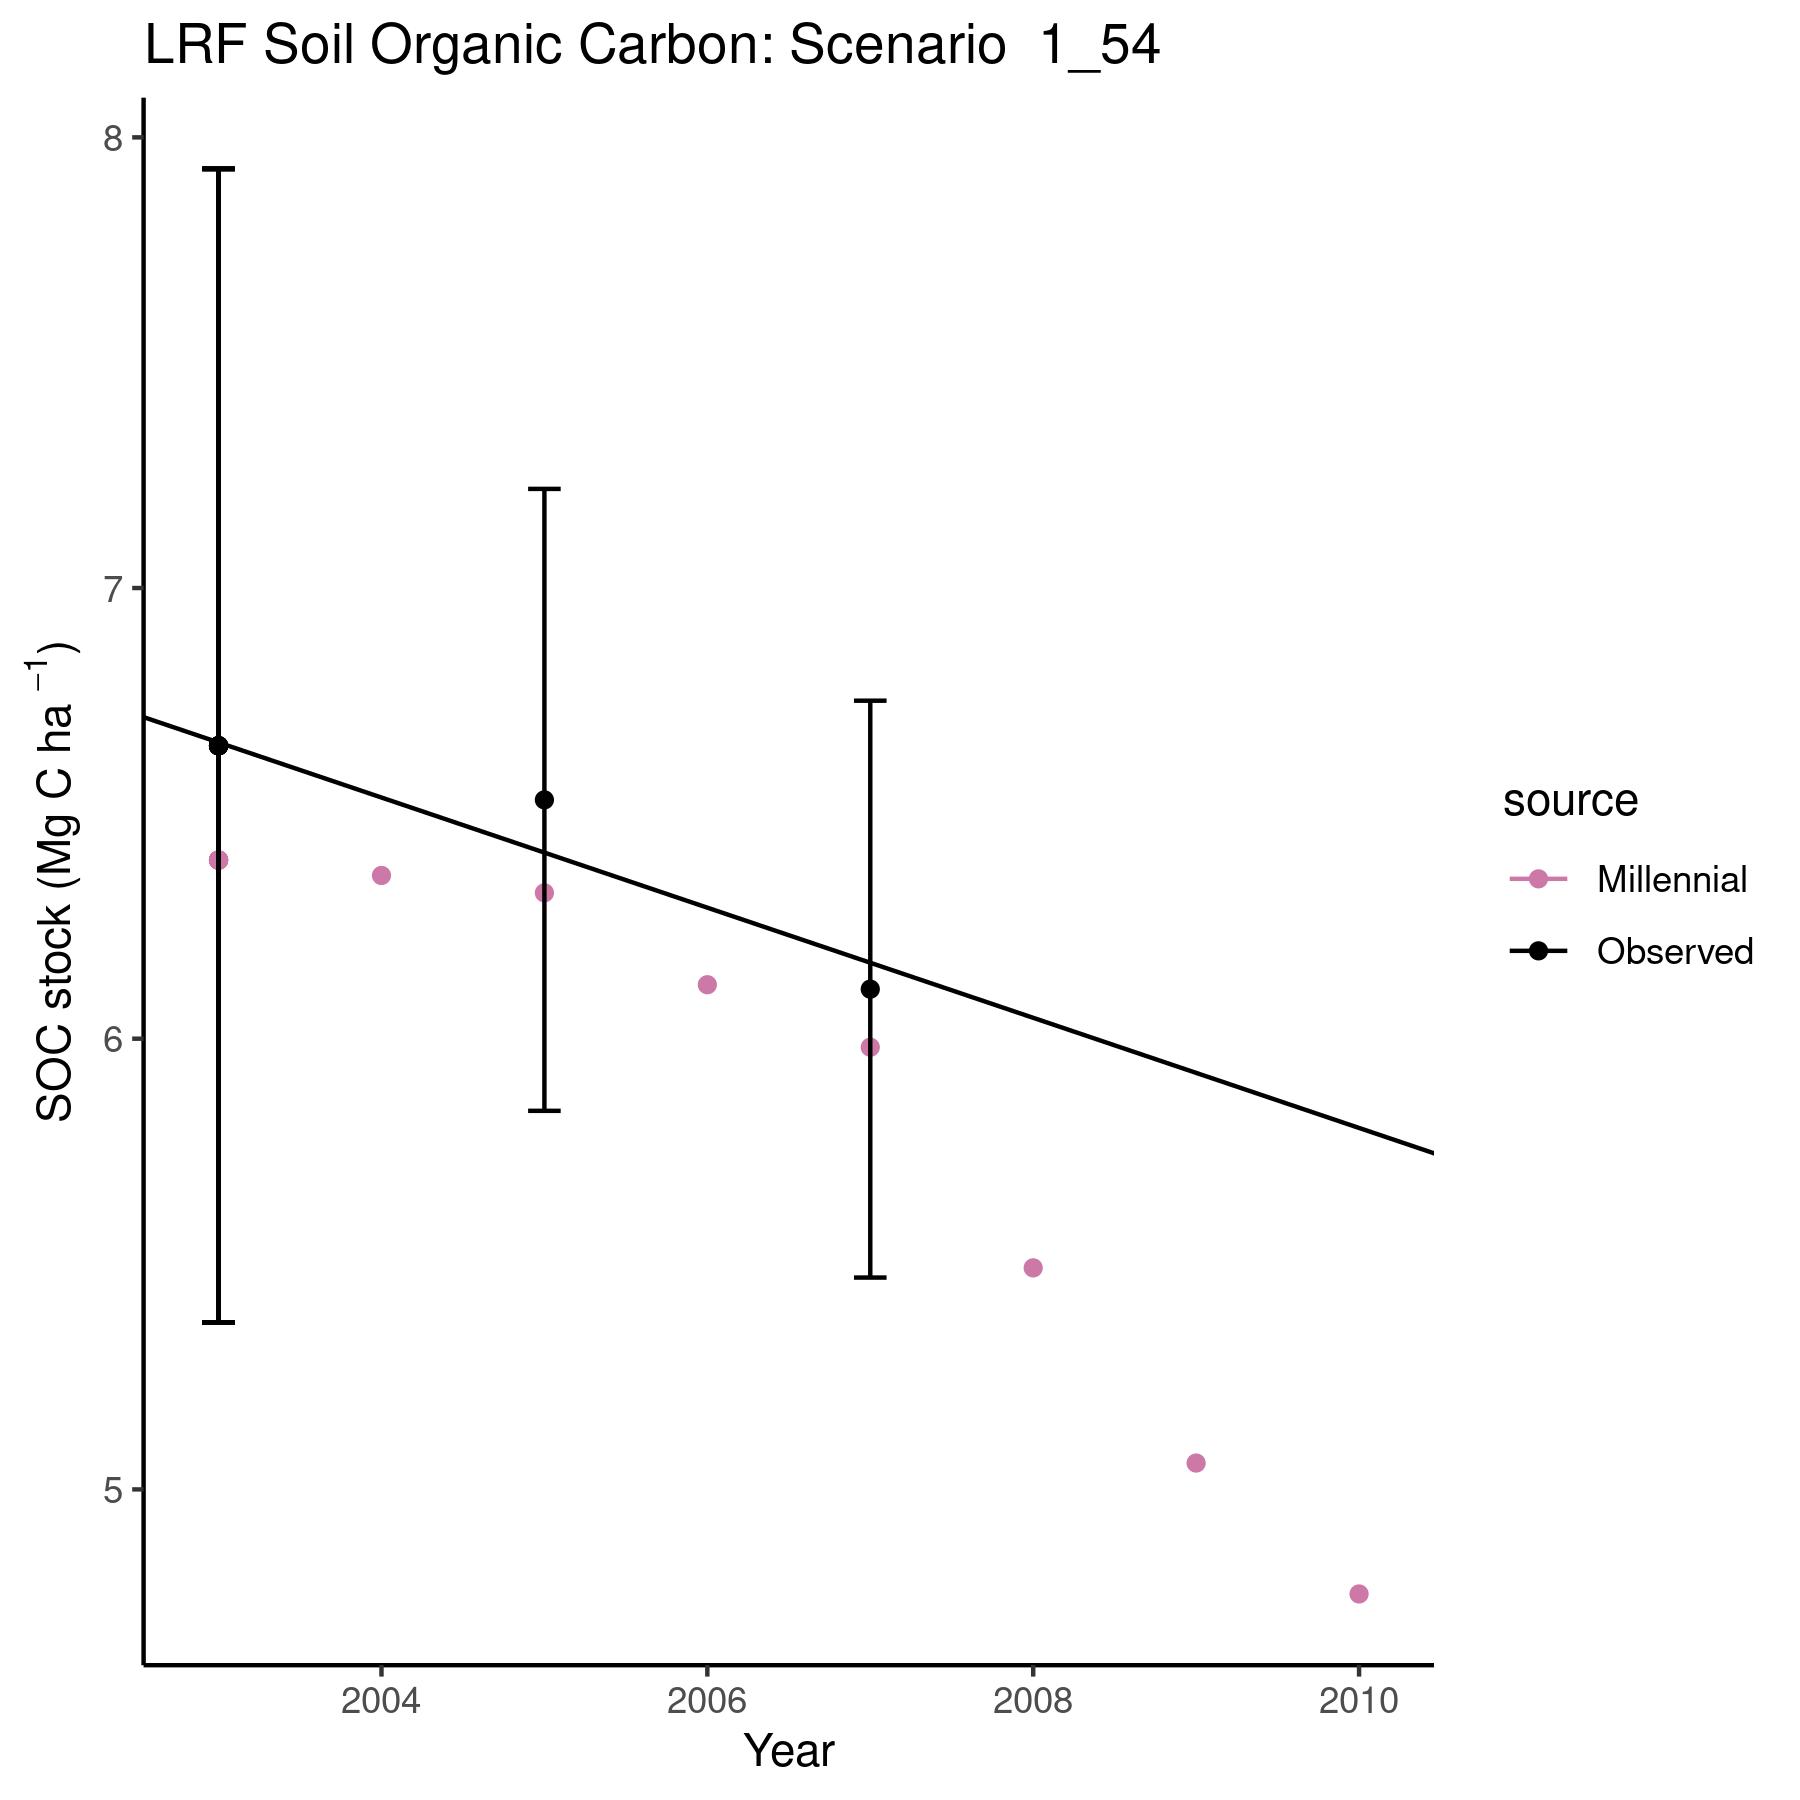 LRF Soil Organic Carbon: Scenario  1_54
SOC stock (Mg C ha −1)
8
7
6
5
2004 2006 2008 2010
Year
source
Millennial
Observed